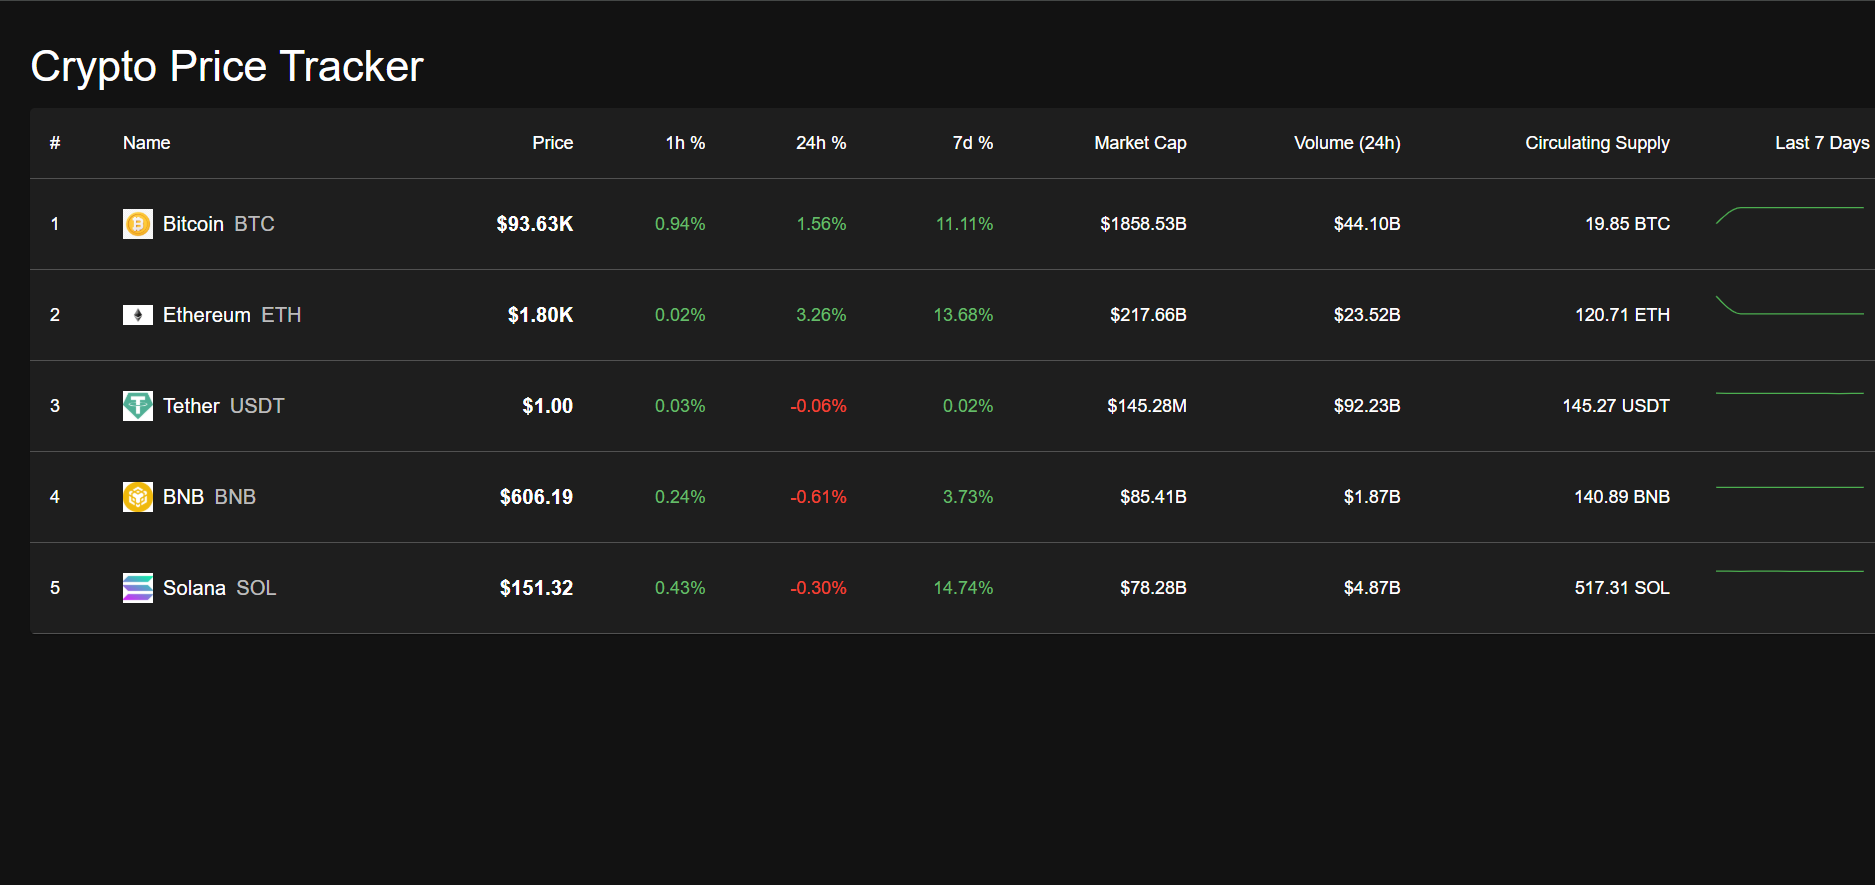 Crypto Price Tracker
# Name Price 1h % 24h % 7d % Market Cap Volume (24h) Circulating Supply Last 7 Days
1 Bitcoin BTC $93.63K 0.94% 1.56% 11.11% $1858.53B $44.10B 19.85 BTC
2 Ethereum ETH $1.80K 0.02% 3.26% 13.68% $217.66B $23.52B 120.71 ETH
3 Tether USDT $1.00 0.03% -0.06% 0.02% $145.28M $92.23B 145.27 USDT
4 BNB BNB $606.19 0.24% -0.61% 3.73% $85.41B $1.87B 140.89 BNB
5 Solana SOL $151.32 0.43% -0.30% 14.74% $78.28B $4.87B 517.31 SOL